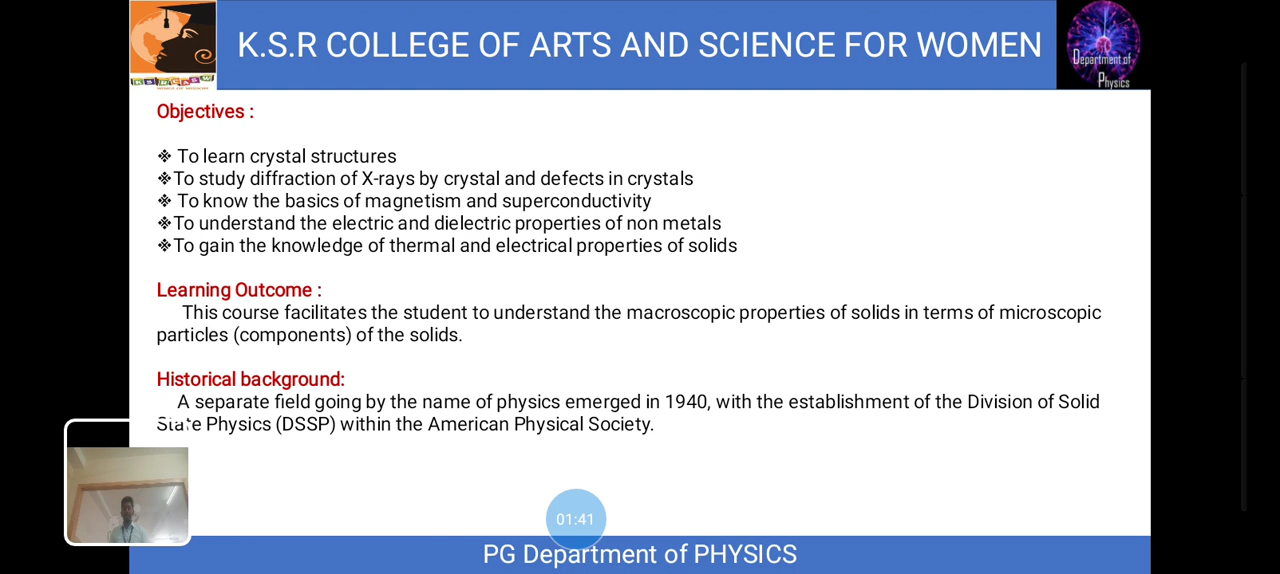 K.S.R COLLEGE OF ARTS AND SCIENCE FOR WOMEN
Department of
Physics
Objectives :
❖ To learn crystal structures
❖To study diffraction of X-rays by crystal and defects in crystals
❖ To know the basics of magnetism and superconductivity
❖To understand the electric and dielectric properties of non metals
❖To gain the knowledge of thermal and electrical properties of solids
Learning Outcome :
This course facilitates the student to understand the macroscopic properties of solids in terms of microscopic
particles (components) of the solids.
Historical background:
A separate field going by the name of physics emerged in 1940, with the establishment of the Division of Solid
State Physics (DSSP) within the American Physical Society.
01:41
PG Department of PHYSICS